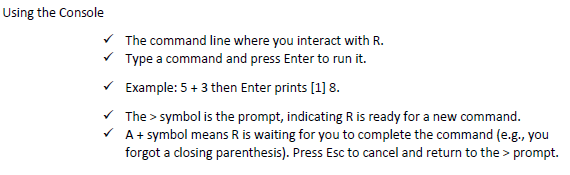 Using the Console
✓ The command line where you interact with R.
✓ Type a command and press Enter to run it.
✓ Example: 5 + 3 then Enter prints [1] 8.
✓ The > symbol is the prompt, indicating R is ready for a new command.
✓ A + symbol means R is waiting for you to complete the command (e.g., you
forgot a closing parenthesis). Press Esc to cancel and return to the > prompt.